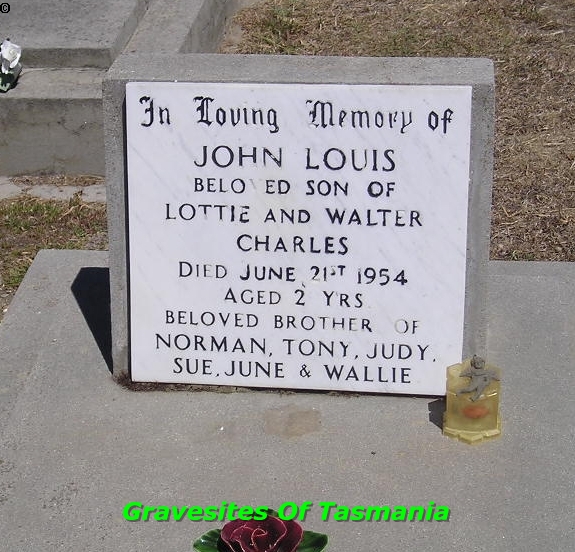 ©
In Loving Memory of
JOHN LOUIS
BELOVED SON OF
LOTTIE AND WALTER
CHARLES
DIED JUNE 21ST 1954
AGED 2 YRS.
BELOVED BROTHER OF
NORMAN, TONY, JUDY,
SUE, JUNE & WALLIE
Gravesites Of Tasmania